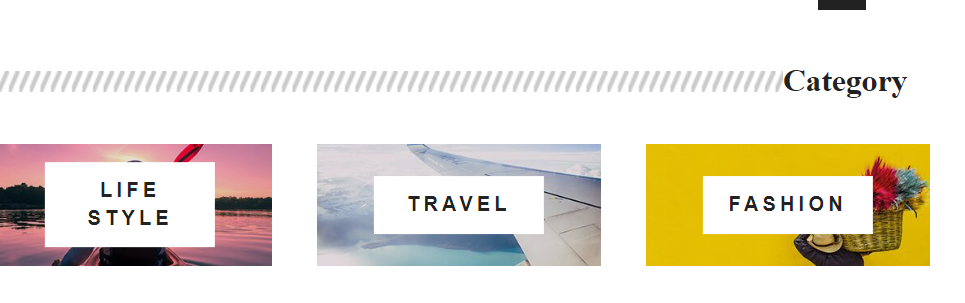 Category
LIFE
STYLE
TRAVEL
FASHION